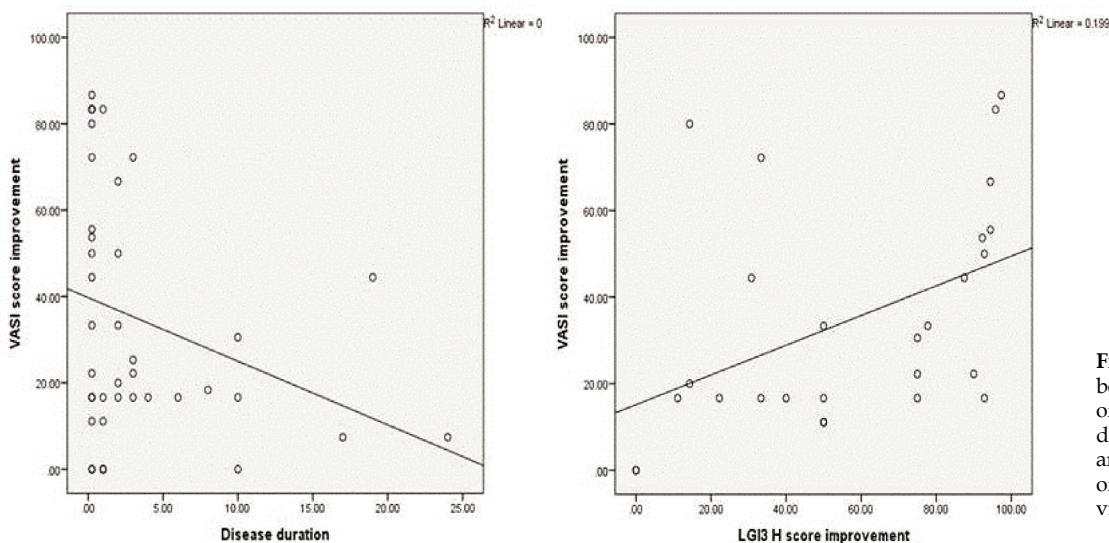 R² Linear = 0
100.00
80.00
60.00
40.00
20.00
.00
VASI score improvement
.00 5.00 10.00 15.00 20.00 25.00
Disease duration
R² Linear = 0.199
100.00
80.00
60.00
40.00
20.00
.00
VASI score improvement
.00 20.00 40.00 60.00 80.00 100.00
LGI3 H score improvement